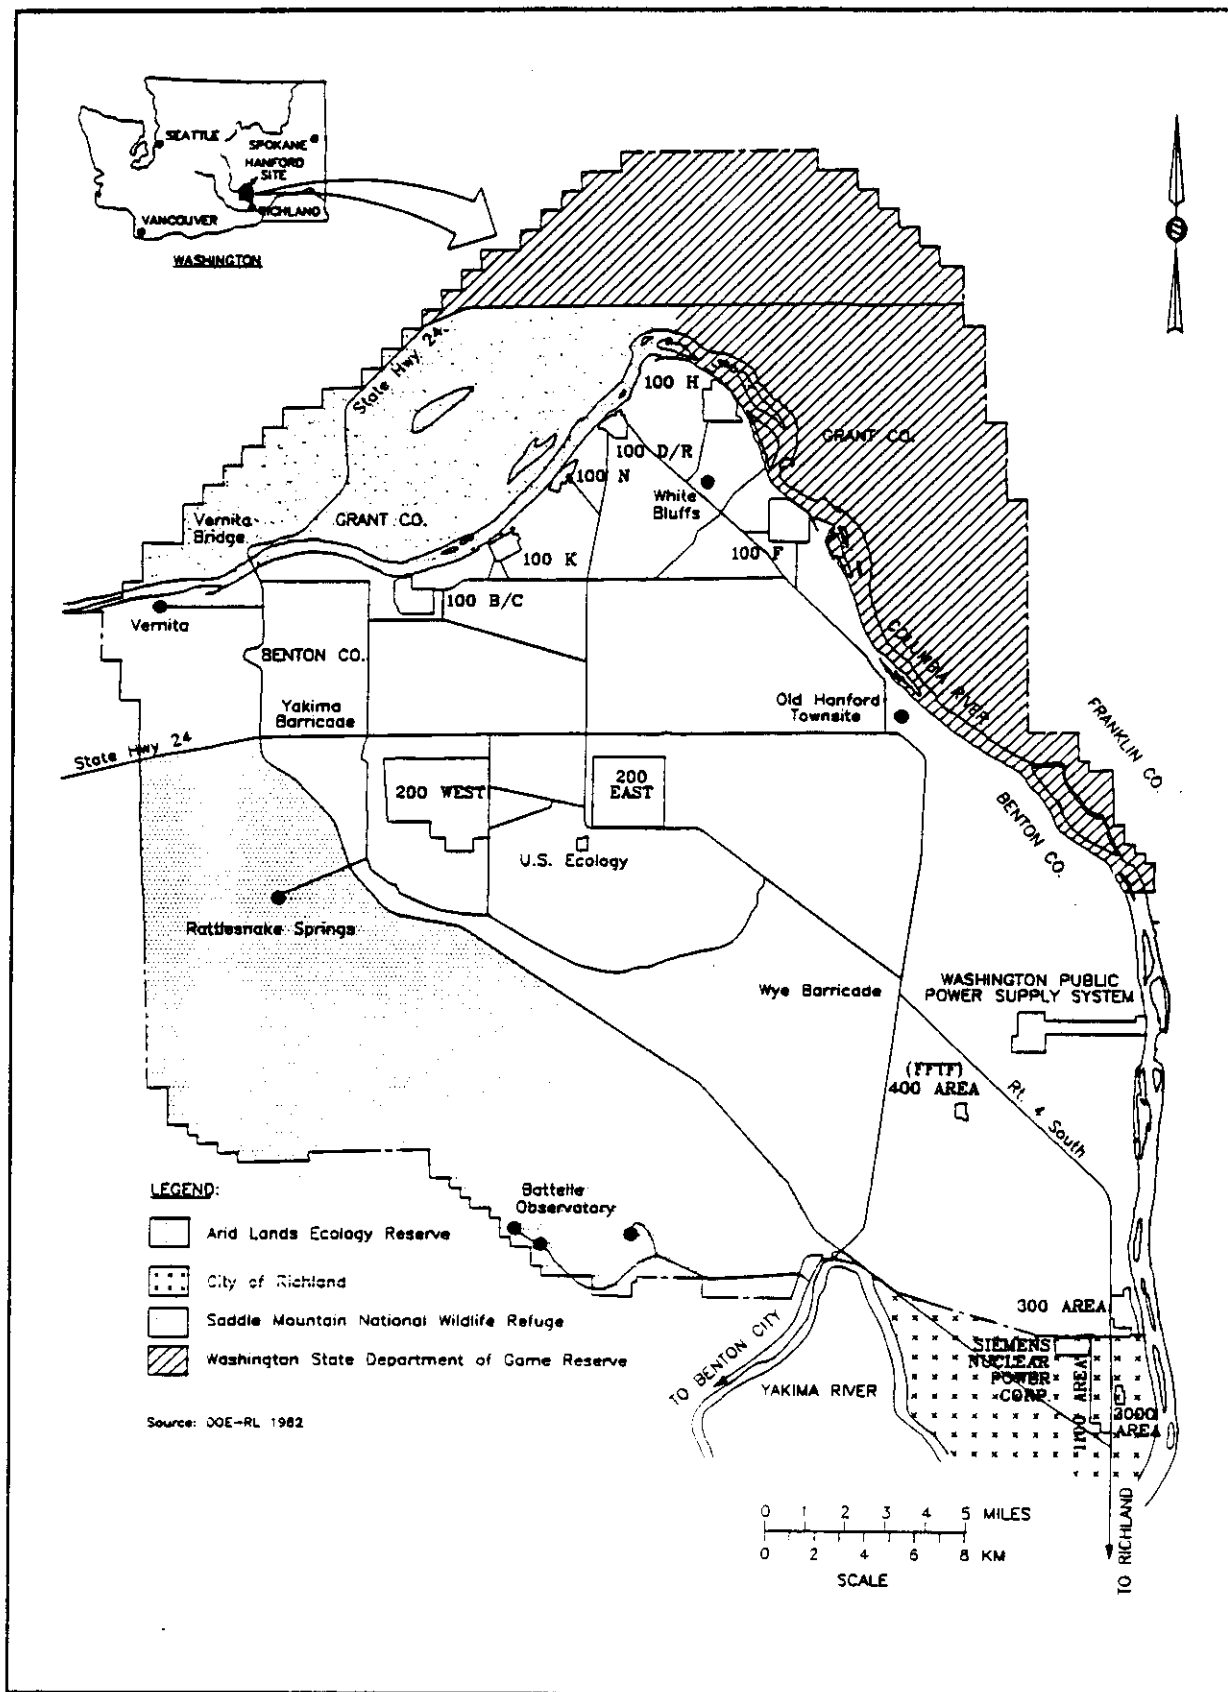 SEATTLE
SPOKANE
HANFORD
SITE
RICHLAND
VANCOUVER
WASHINGTON
State Hwy 24
100 H
GRANT CO.
100 D/R
100 N
White
Bluffs
Vernita
Bridge
GRANT CO.
100 F
100 K
100 B/C
Vernita
COLUMBIA RIVER
BENTON CO.
Yakima
Barricade
Old Hanford
Townsite
FRANKLIN CO.
State Hwy 24
BENTON CO.
200 WEST
200
EAST
U.S. Ecology
Rattlesnake Springs
Wye Barricade
WASHINGTON PUBLIC
POWER SUPPLY SYSTEM
(FFTF)
400 AREA
Rt. 4 South
LEGEND:
Arid Lands Ecology Reserve
City of Richland
Saddle Mountain National Wildlife Refuge
Washington State Department of Game Reserve
Source: DOE-RL 1982
Battelle
Observatory
300 AREA
SIEMENS
NUCLEAR
POWER
CORP.
1100 AREA
3000
AREA
TO BENTON CITY
YAKIMA RIVER
TO RICHLAND
0 1 2 3 4 5 MILES
0 2 4 6 8 KM
SCALE